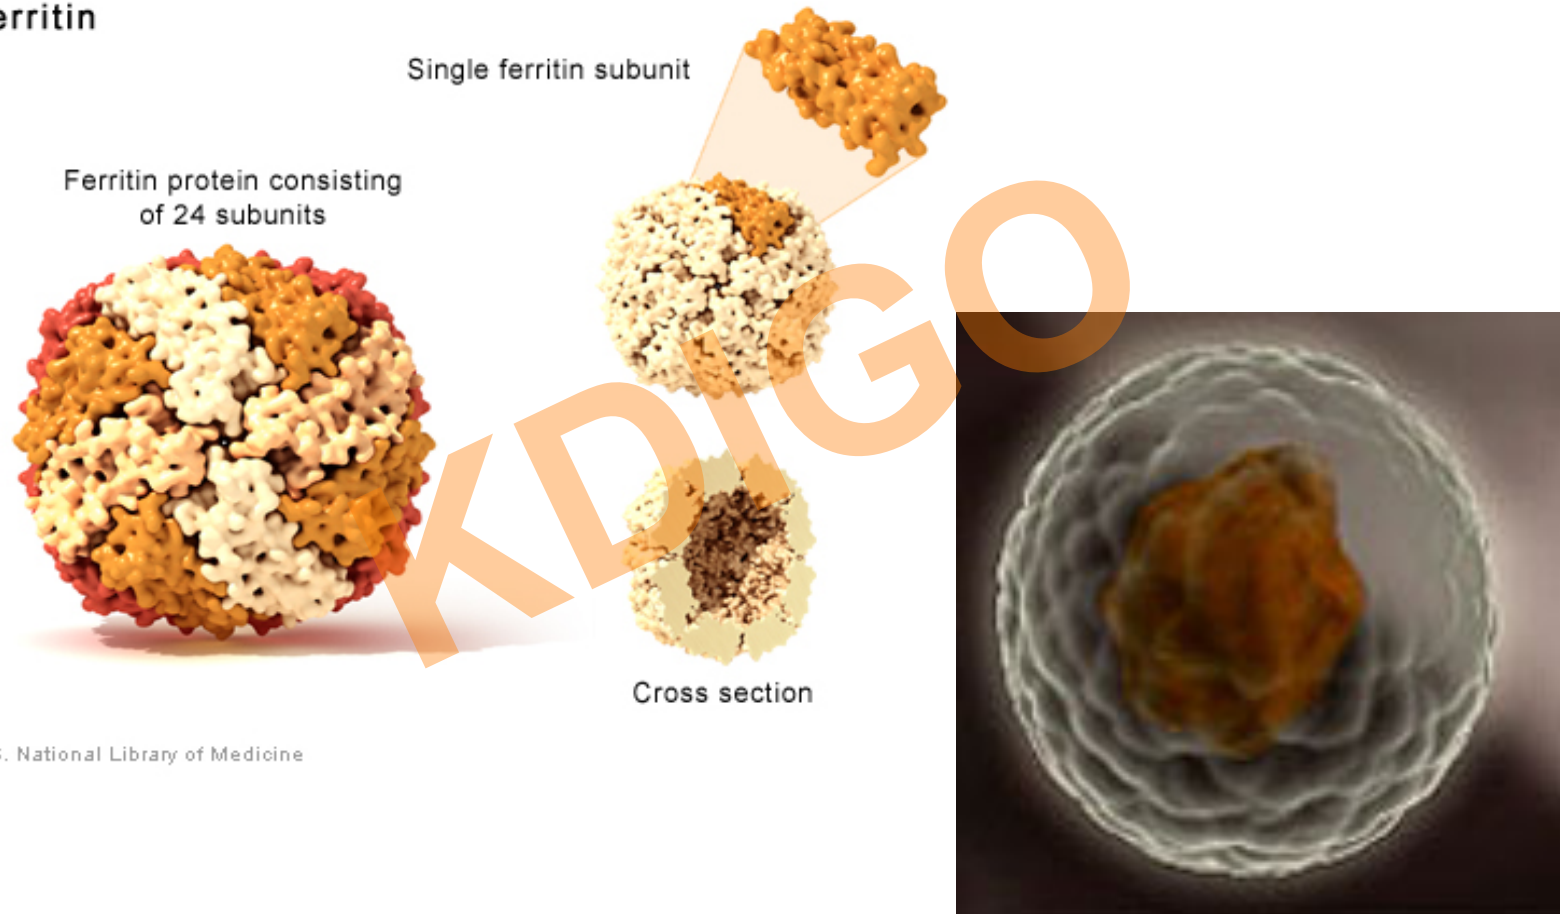 erritin
Single ferritin subunit
Ferritin protein consisting
of 24 subunits
KDIGO
Cross section
. National Library of Medicine